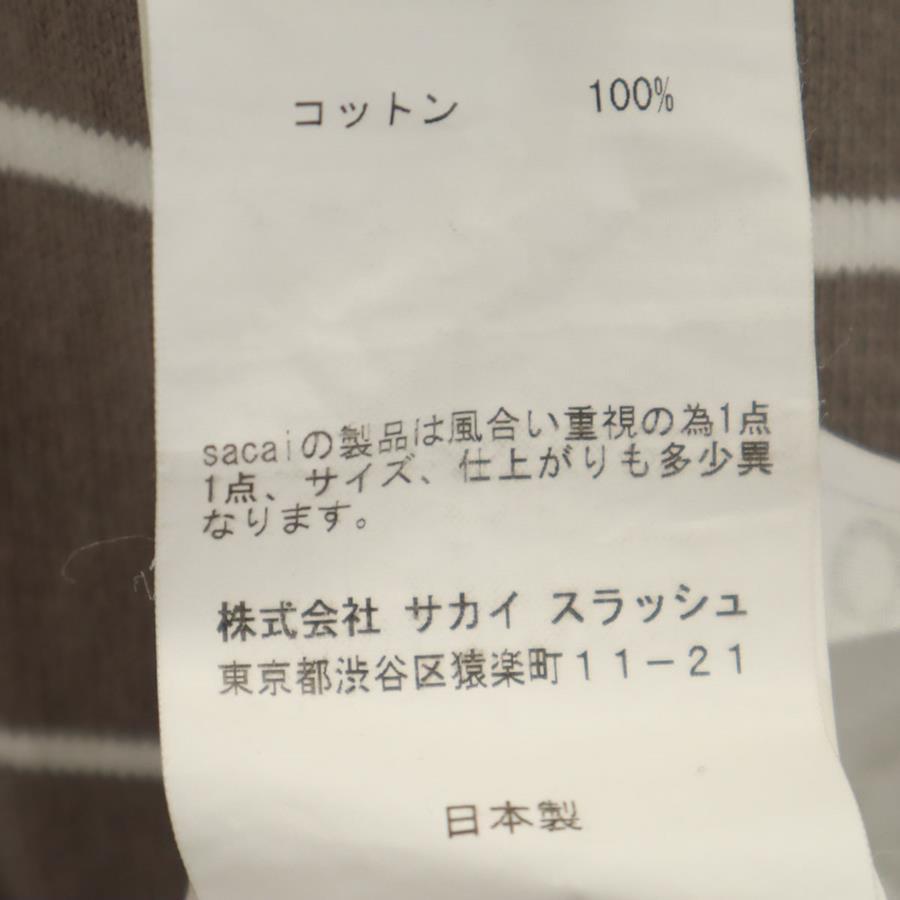 コットン 100%
sacaiの製品は風合い重視の為1点
1点、サイズ、仕上がりも多少異
なります。
株式会社 サカイ スラッシュ
東京都渋谷区猿楽町１１－２１
日本製